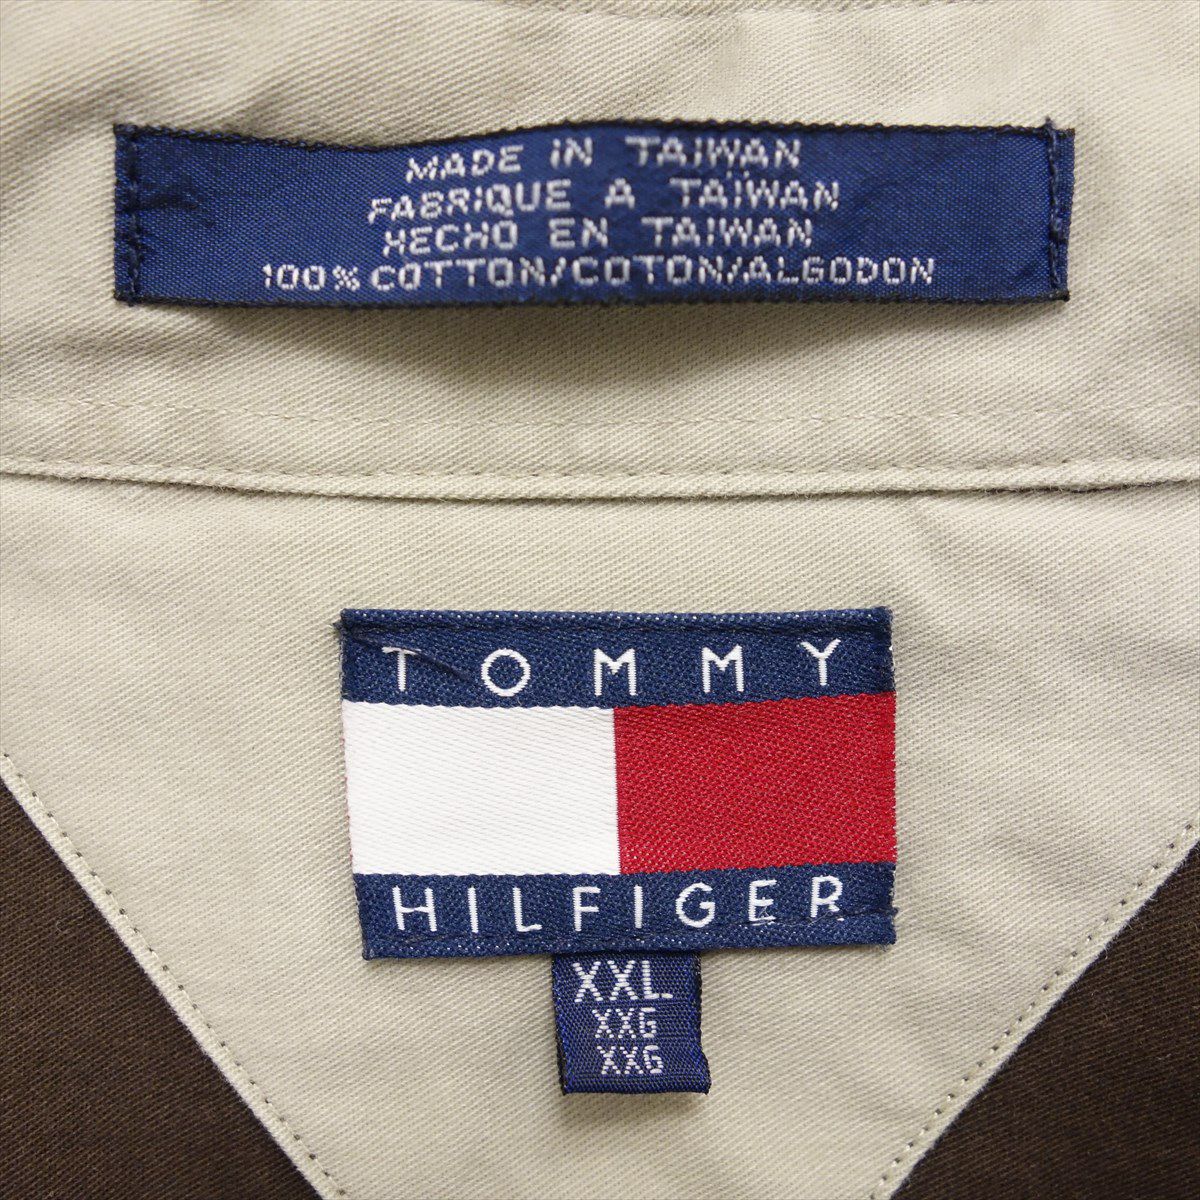 MADE IN TAIWAN
FABRIQUE A TAIWAN
HECHO EN TAIWAN
100% COTTON/COTON/ALGODON
TOMMY
HILFIGER
XXL
XXG
XXG